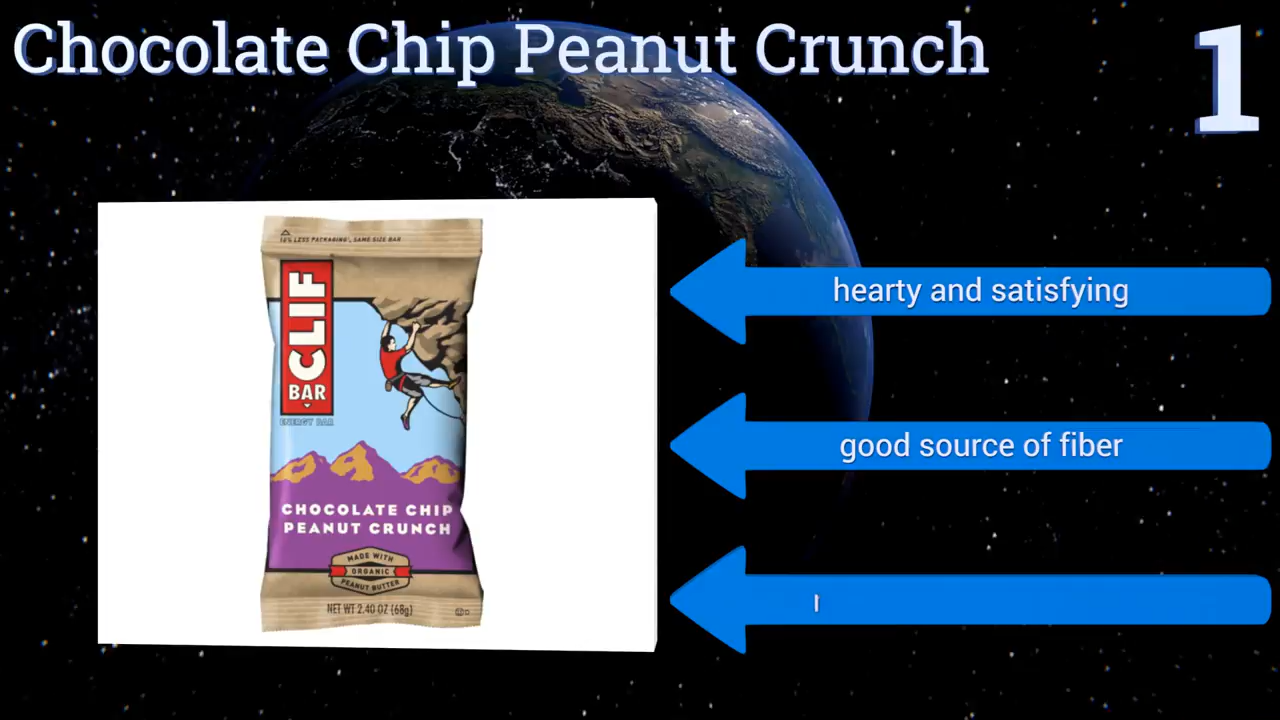 Chocolate Chip Peanut Crunch
1
hearty and satisfying
good source of fiber
LESS PACKAGING*, SAME SIZE BAR
CLIF
BAR
ENERGY BAR
CHOCOLATE CHIP
PEANUT CRUNCH
MADE WITH
ORGANIC
PEANUT BUTTER
NET WT 2.40 OZ (68g)